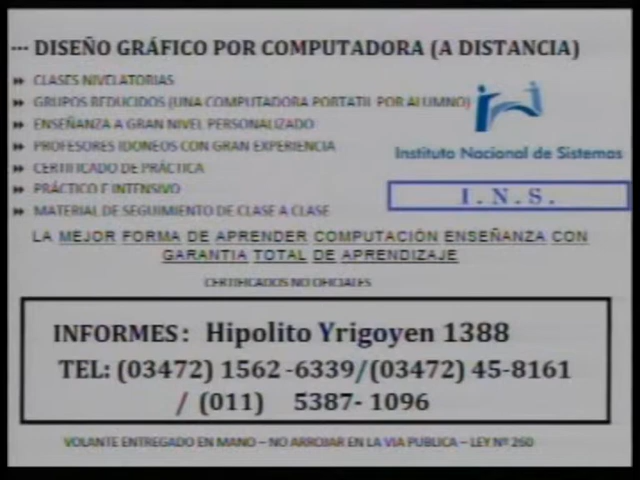 --- DISEÑO GRÁFICO POR COMPUTADORA (A DISTANCIA)
CLASES NIVELATORIAS
GRUPOS REDUCIDOS (UNA COMPUTADORA PORTATIL POR ALUMNO)
ENSEÑANZA A GRAN NIVEL PERSONALIZADO
PROFESORES IDONEOS CON GRAN EXPERIENCIA
CERTIFICADO DE PRÁCTICA
PRÁCTICO E INTENSIVO
MATERIAL DE SEGUIMIENTO DE CLASE A CLASE
Instituto Nacional de Sistemas
I.N.S.
LA MEJOR FORMA DE APRENDER COMPUTACIÓN ENSEÑANZA CON
GARANTIA TOTAL DE APRENDIZAJE
CERTIFICADOS NO OFICIALES
INFORMES: Hipolito Yrigoyen 1388
TEL: (03472) 1562 -6339/(03472) 45-8161
/ (011) 5387- 1096
VOLANTE ENTREGADO EN MANO – NO ARROJAR EN LA VIA PUBLICA – LEY Nº 260